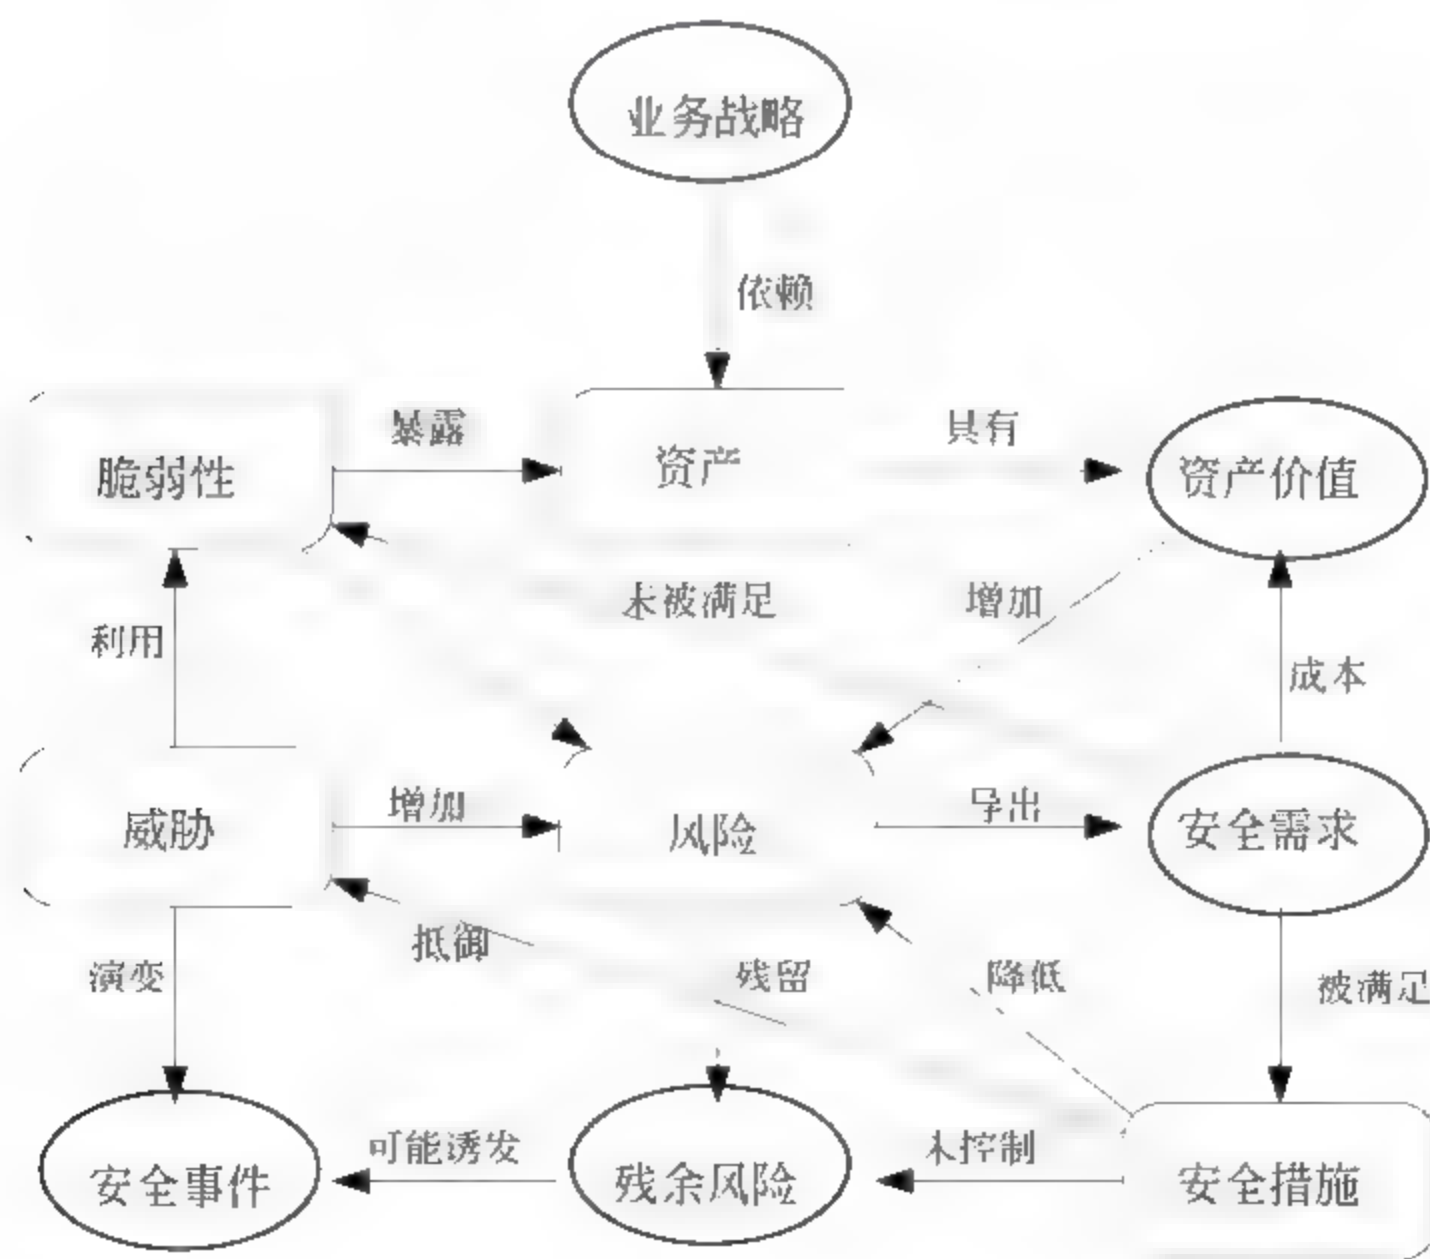 业务战略
依赖
暴露
具有
脆弱性
资产
资产价值
未被满足
增加
利用
成本
增加
导出
威胁
风险
安全需求
抵御
演变
残留
降低
被满足
可能诱发
未控制
安全事件
残余风险
安全措施